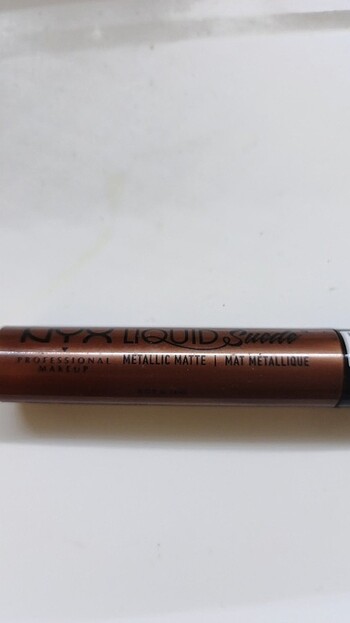 NYX LIQUID Suede
PROFESSIONAL METALLIC MATTE | MAT MÉTALLIQUE
MAKEUP